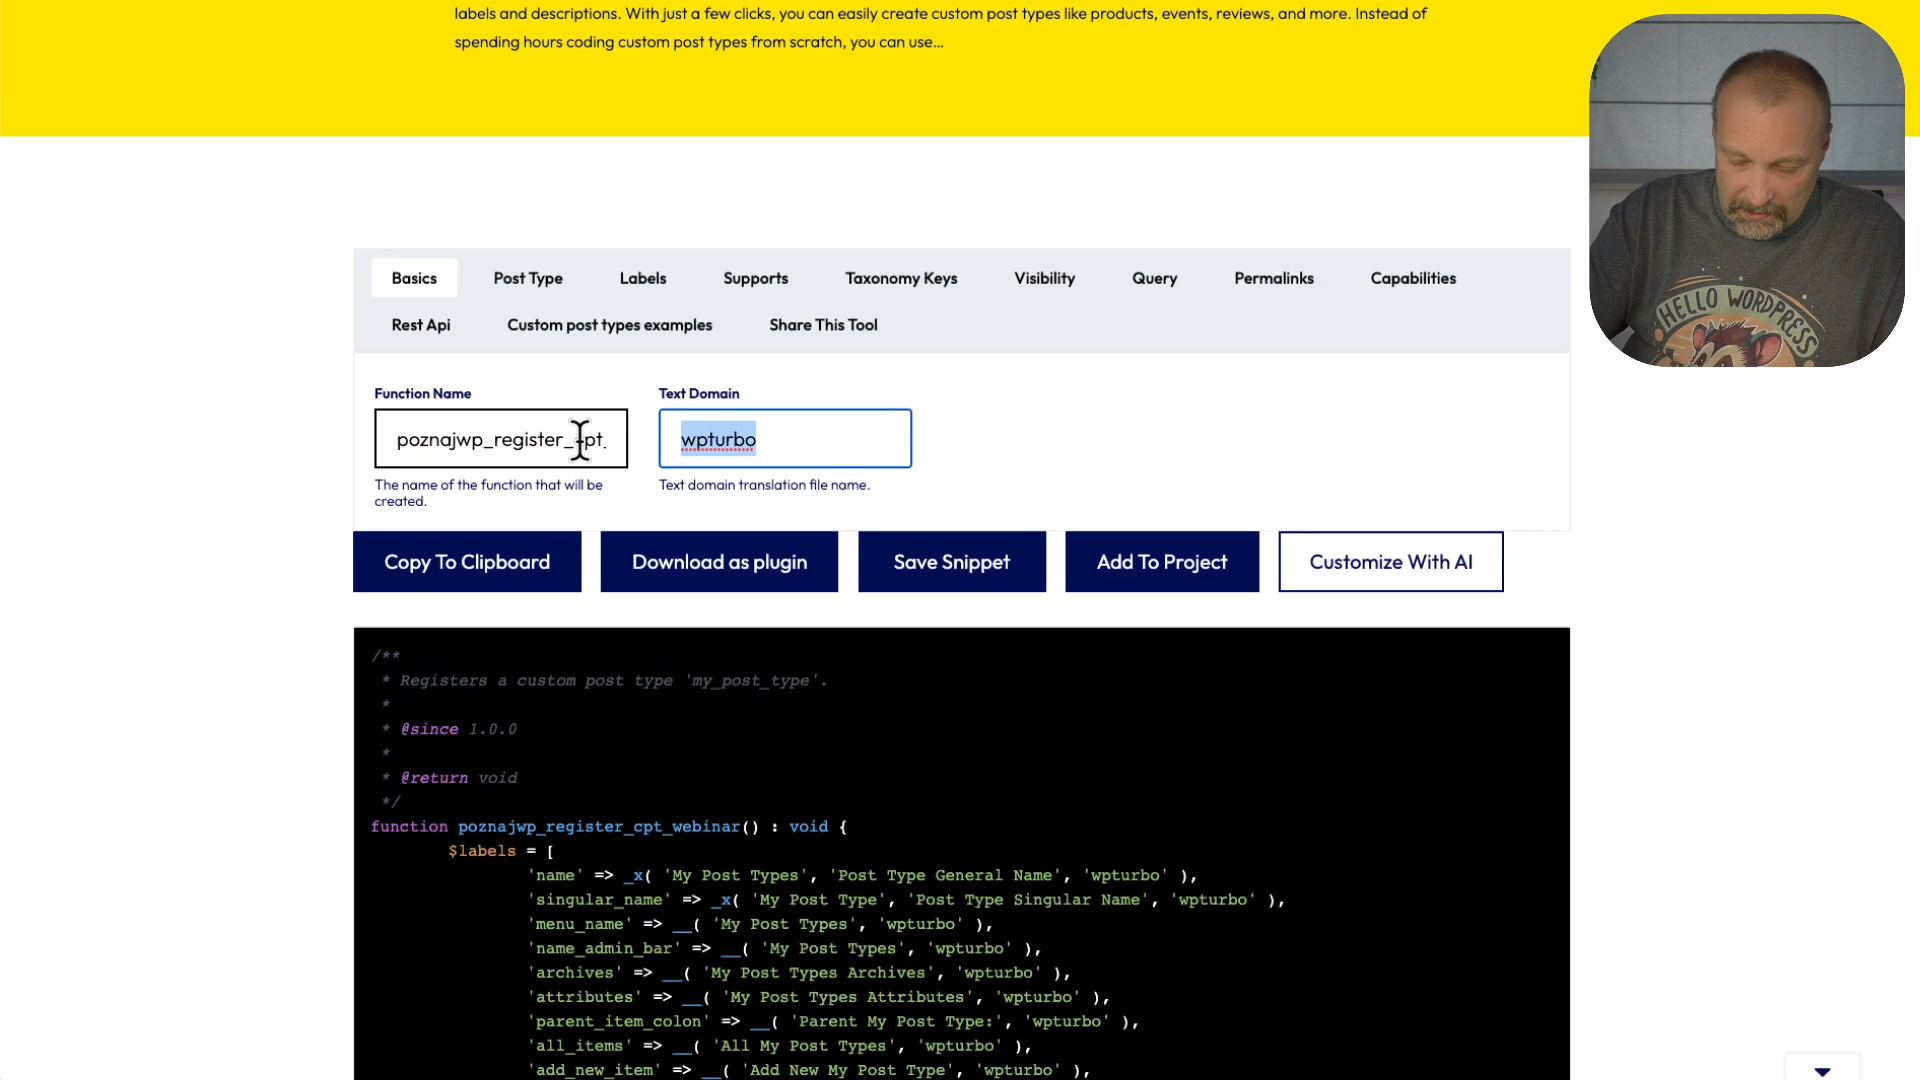 labels and descriptions. With just a few clicks, you can easily create custom post types like products, events, reviews, and more. Instead of
spending hours coding custom post types from scratch, you can use...
Basics Post Type Labels Supports Taxonomy Keys Visibility Query Permalinks Capabilities
Rest Api Custom post types examples Share This Tool
Function Name Text Domain
poznajwp_register_cpt_ wpturbo
The name of the function that will be
created.
Text domain translation file name.
Copy To Clipboard Download as plugin Save Snippet Add To Project Customize With AI
/**
* Registers a custom post type 'my_post_type'.
*
* @since 1.0.0
*
* @return void
*/
function poznajwp_register_cpt_webinar() : void {
$labels = [
'name' => _x( 'My Post Types', 'Post Type General Name', 'wpturbo' ),
'singular_name' => _x( 'My Post Type', 'Post Type Singular Name', 'wpturbo' ),
'menu_name' => __( 'My Post Types', 'wpturbo' ),
'name_admin_bar' => __( 'My Post Types', 'wpturbo' ),
'archives' => __( 'My Post Types Archives', 'wpturbo' ),
'attributes' => __( 'My Post Types Attributes', 'wpturbo' ),
'parent_item_colon' => __( 'Parent My Post Type:', 'wpturbo' ),
'all_items' => __( 'All My Post Types', 'wpturbo' ),
'add_new_item' => __( 'Add New My Post Type', 'wpturbo' ),
HELLO WORDPRESS